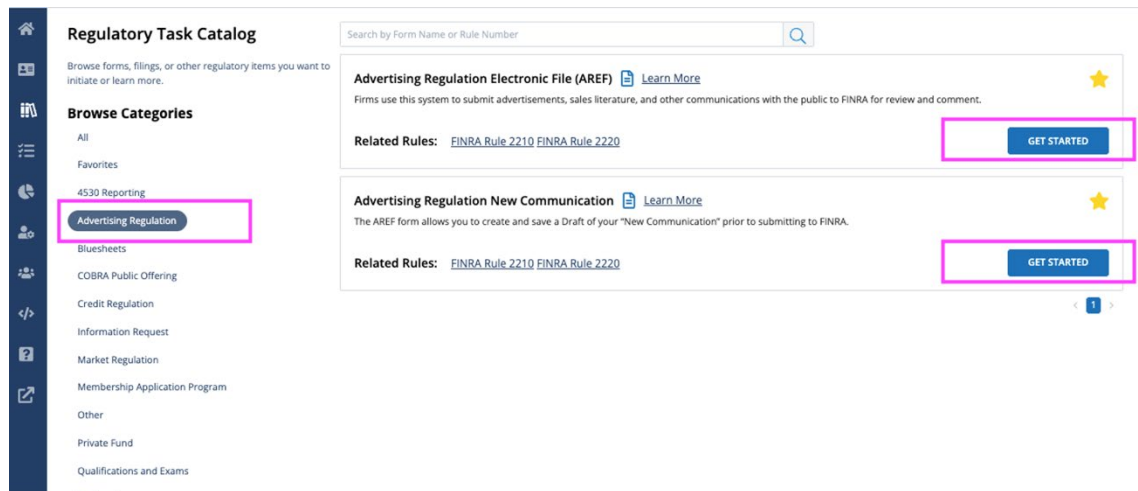 Regulatory Task Catalog
Browse forms, filings, or other regulatory items you want to
initiate or learn more.
Browse Categories
All
Favorites
4530 Reporting
Advertising Regulation
Bluesheets
COBRA Public Offering
Credit Regulation
Information Request
Market Regulation
Membership Application Program
Other
Private Fund
Qualifications and Exams
Search by Form Name or Rule Number
Advertising Regulation Electronic File (AREF) Learn More
Firms use this system to submit advertisements, sales literature, and other communications with the public to FINRA for review and comment.
Related Rules: FINRA Rule 2210 FINRA Rule 2220
GET STARTED
Advertising Regulation New Communication Learn More
The AREF form allows you to create and save a Draft of your "New Communication" prior to submitting to FINRA.
Related Rules: FINRA Rule 2210 FINRA Rule 2220
GET STARTED
< 1 >